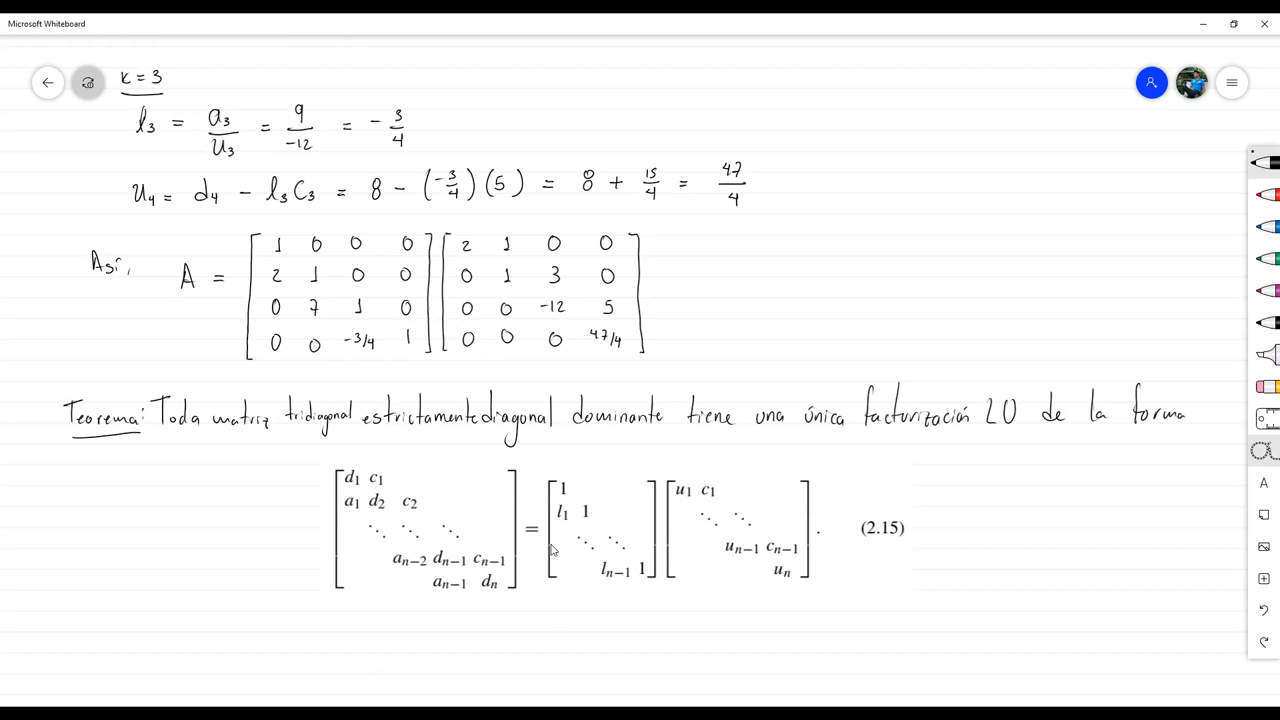 Microsoft Whiteboard
K = 3
l₃ = a₃/u₃ = 9/-12 = - 3/4
u₄ = d₄ - l₃c₃ = 8 - (-3/4)(5) = 8 + 15/4 = 47/4
Así, A = [1 0 0 0; 2 1 0 0; 0 7 1 0; 0 0 -3/4 1] [2 1 0 0; 0 1 3 0; 0 0 -12 5; 0 0 0 47/4]
Teorema: Toda matriz tridiagonal estrictamente diagonal dominante tiene una única factorización LU de la forma
d₁ c₁
a₁ d₂ c₂
⋱ ⋱ ⋱
aₙ₋₂ dₙ₋₁ cₙ₋₁
aₙ₋₁ dₙ
=
1
l₁ 1
⋱ ⋱
lₙ₋₁ 1
u₁ c₁
⋱ ⋱
uₙ₋₁ cₙ₋₁
uₙ
. (2.15)